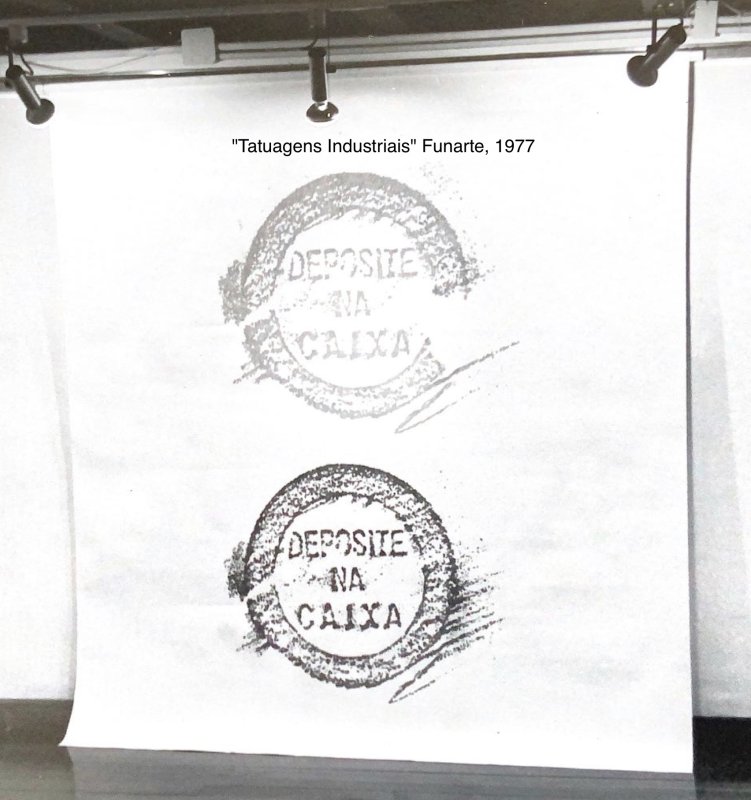 "Tatuagens Industriais" Funarte, 1977
DEPOSITE
NA
CAIXA
DEPOSITE
NA
CAIXA